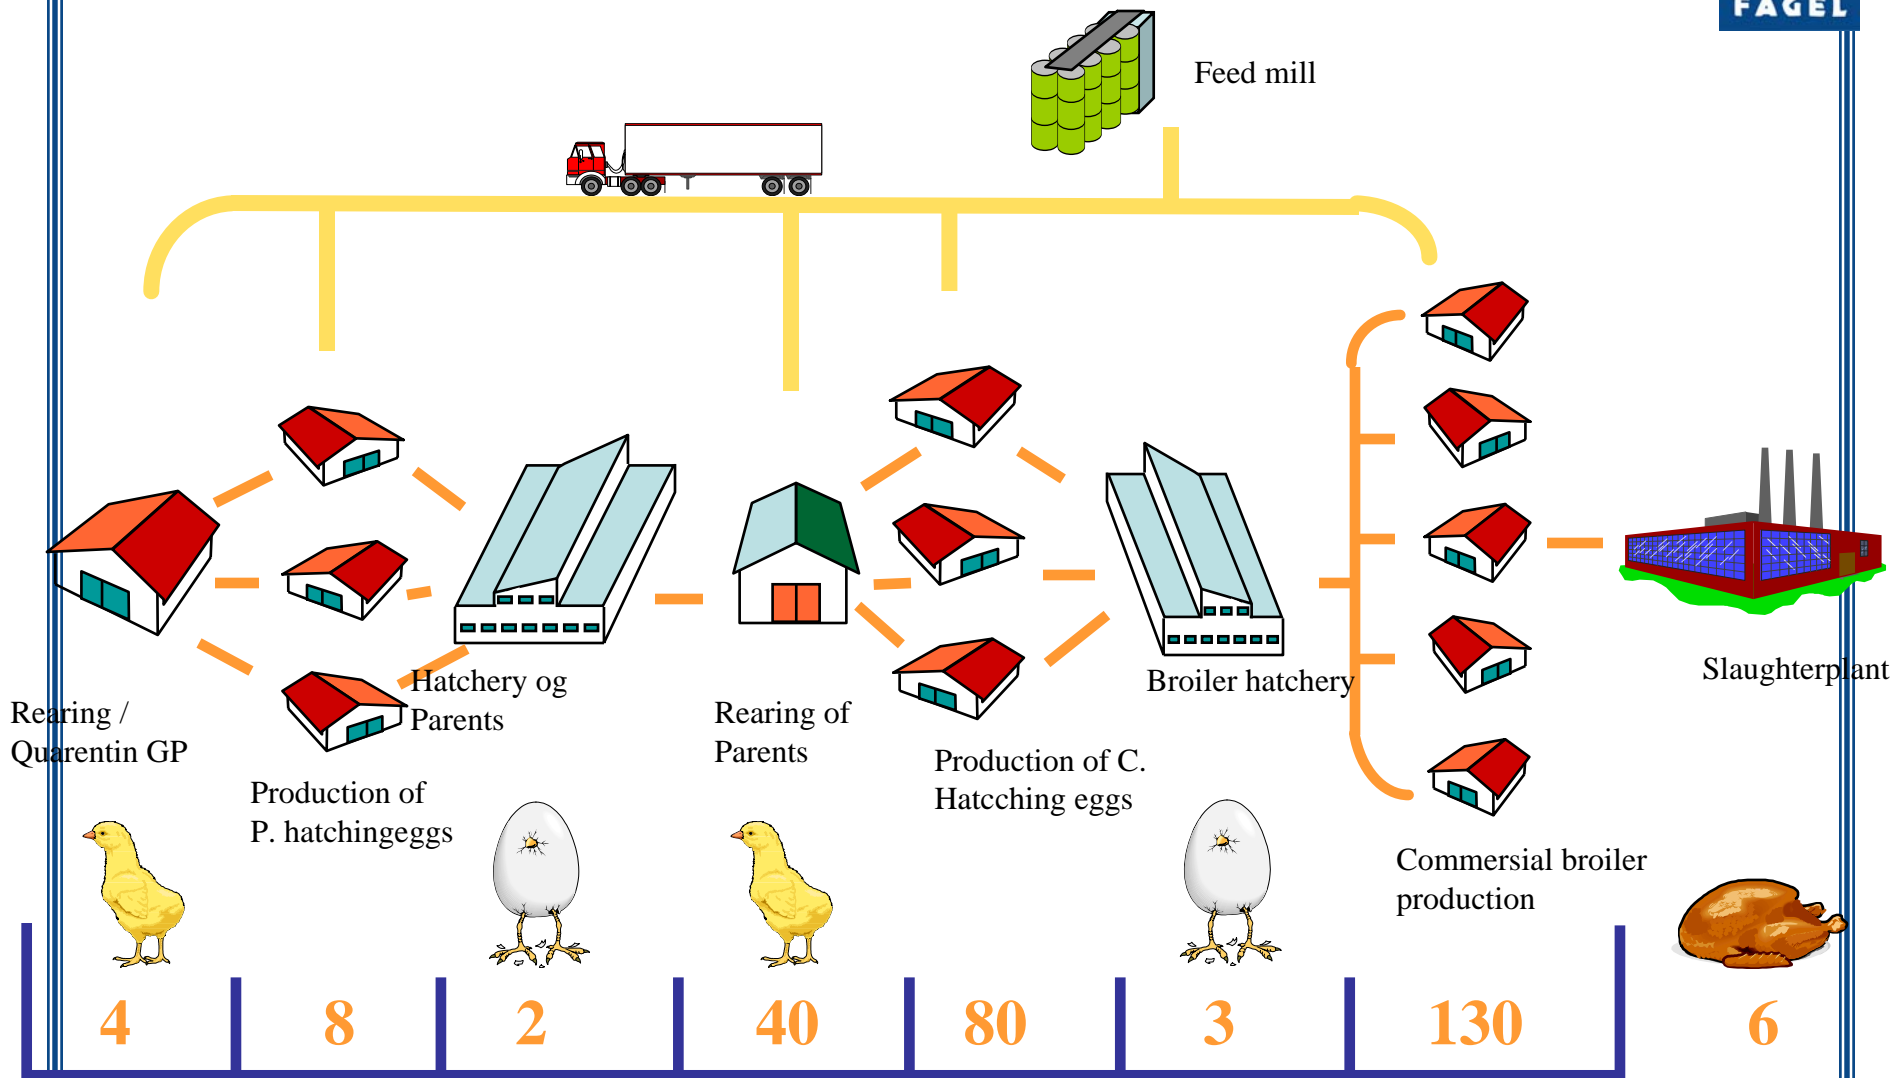 FAGEL
Feed mill
Hatchery og
Parents
Rearing /
Quarentin GP
Rearing of
Parents
Broiler hatchery
Slaughterplant
Production of
P. hatchingeggs
Production of C.
Hatcching eggs
Commersial broiler
production
4 8 2 40 80 3 130 6